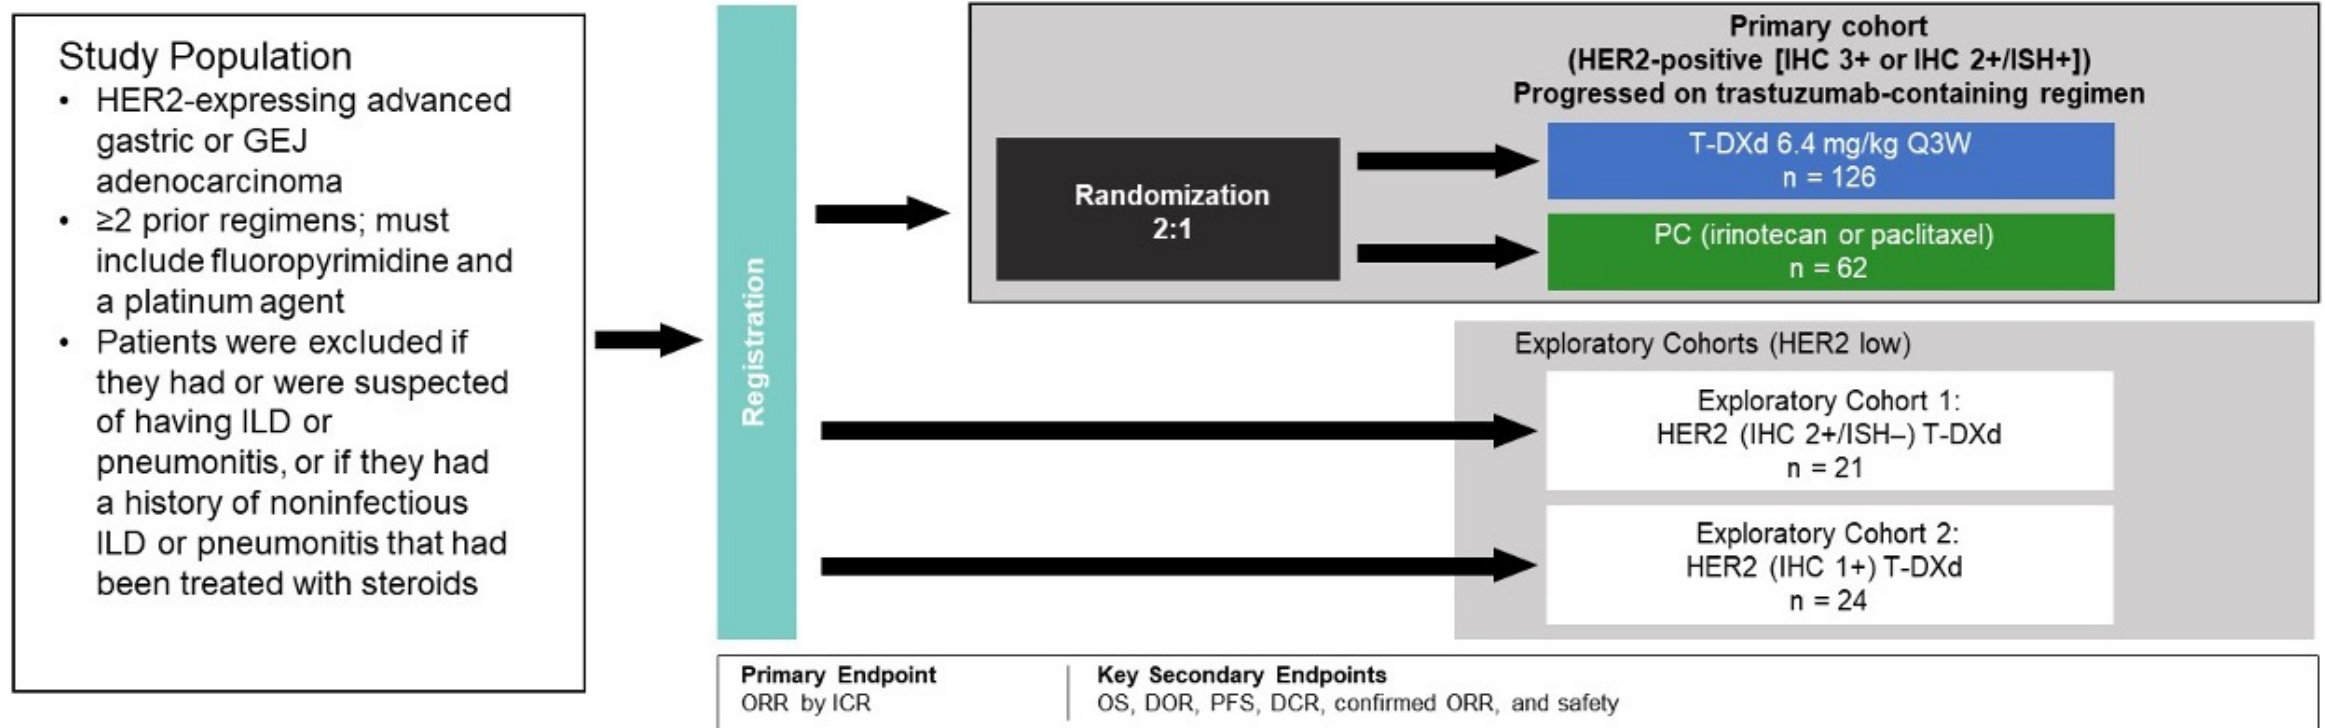 Study Population
• HER2-expressing advanced
gastric or GEJ
adenocarcinoma
• ≥2 prior regimens; must
include fluoropyrimidine and
a platinum agent
• Patients were excluded if
they had or were suspected
of having ILD or
pneumonitis, or if they had
a history of noninfectious
ILD or pneumonitis that had
been treated with steroids
Registration
Primary cohort
(HER2-positive [IHC 3+ or IHC 2+/ISH+])
Progressed on trastuzumab-containing regimen
Randomization
2:1
T-DXd 6.4 mg/kg Q3W
n = 126
PC (irinotecan or paclitaxel)
n = 62
Exploratory Cohorts (HER2 low)
Exploratory Cohort 1:
HER2 (IHC 2+/ISH–) T-DXd
n = 21
Exploratory Cohort 2:
HER2 (IHC 1+) T-DXd
n = 24
Primary Endpoint
ORR by ICR
Key Secondary Endpoints
OS, DOR, PFS, DCR, confirmed ORR, and safety